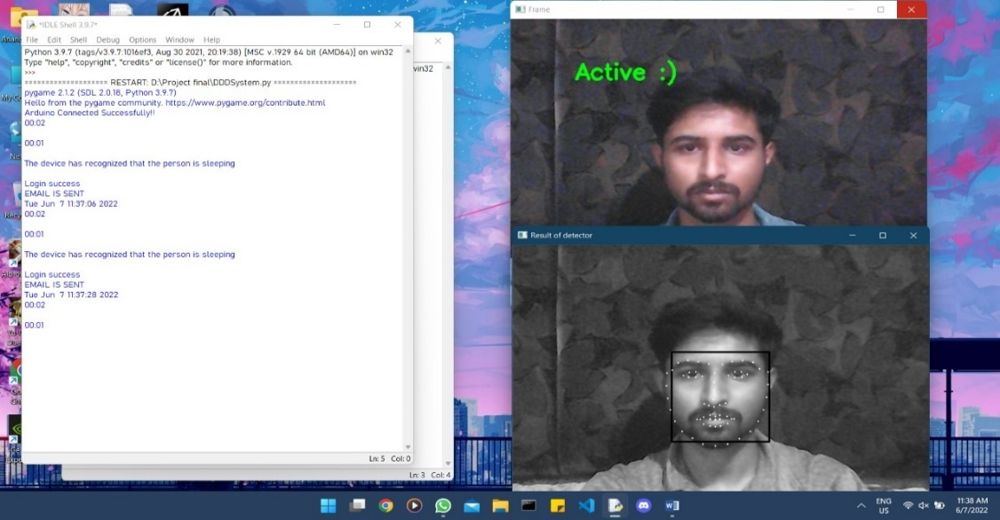 *IDLE Shell 3.9.7*
File Edit Shell Debug Options Window Help
Python 3.9.7 (tags/v3.9.7:1016ef3, Aug 30 2021, 20:19:38) [MSC v.1929 64 bit (AMD64)] on win32
Type "help", "copyright", "credits" or "license()" for more information.
>>>
==================== RESTART: D:\Project final\DDDSystem.py ====================
pygame 2.1.2 (SDL 2.0.18, Python 3.9.7)
Hello from the pygame community. https://www.pygame.org/contribute.html
Arduino Connected Successfully!!
00:02
00:01
The device has recognized that the person is sleeping
Login success
EMAIL IS SENT
Tue Jun  7 11:37:06 2022
00:02
00:01
The device has recognized that the person is sleeping
Login success
EMAIL IS SENT
Tue Jun  7 11:37:28 2022
00:02
00:01
Ln: 5 Col: 0
win32
Ln: 3 Col: 4
Frame
Active :)
Result of detector
ENG
US
11:38 AM
6/7/2022